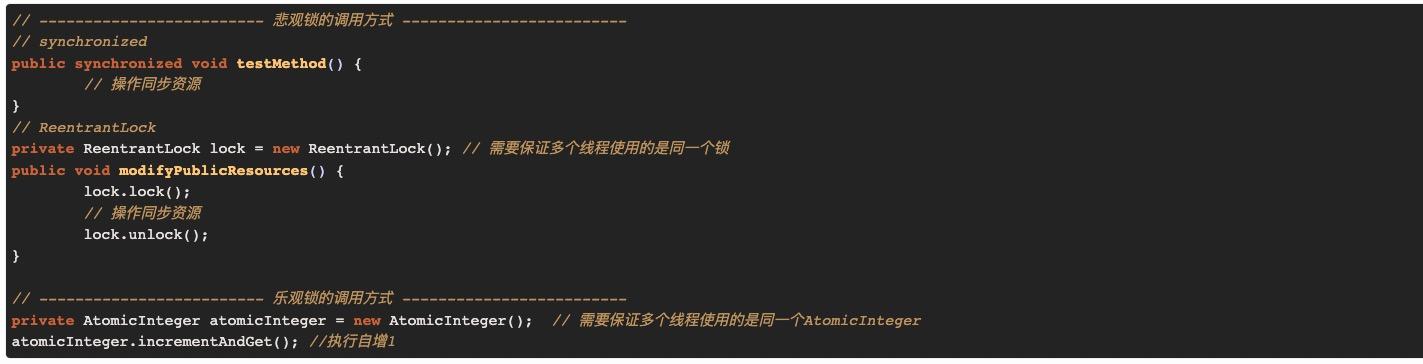 // ------------------------- 悲观锁的调用方式 -------------------------
// synchronized
public synchronized void testMethod() {
        // 操作同步资源
}
// ReentrantLock
private ReentrantLock lock = new ReentrantLock(); // 需要保证多个线程使用的是同一个锁
public void modifyPublicResources() {
        lock.lock();
        // 操作同步资源
        lock.unlock();
}
// ------------------------- 乐观锁的调用方式 -------------------------
private AtomicInteger atomicInteger = new AtomicInteger();  // 需要保证多个线程使用的是同一个AtomicInteger
atomicInteger.incrementAndGet(); //执行自增1